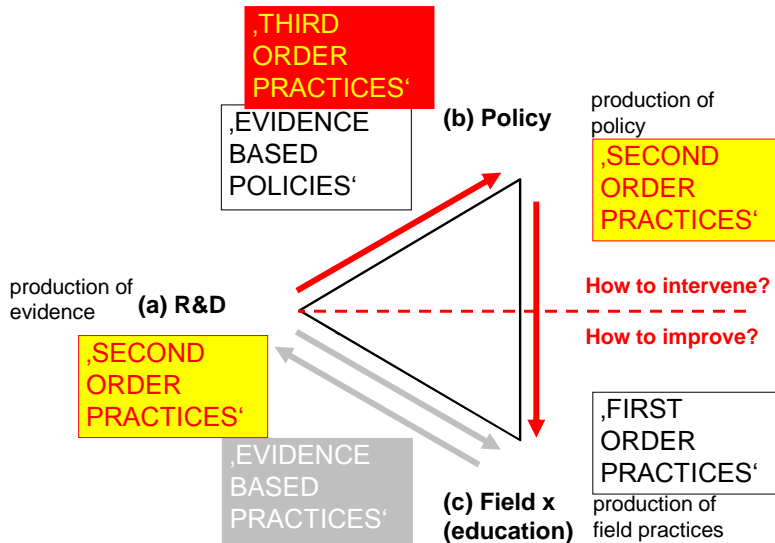 ‚THIRD
ORDER
PRACTICES‘
‚EVIDENCE
BASED
POLICIES‘
(b) Policy
production of
policy
‚SECOND
ORDER
PRACTICES‘
How to intervene?
production of
evidence
(a) R&D
How to improve?
‚SECOND
ORDER
PRACTICES‘
‚EVIDENCE
BASED
PRACTICES‘
(c) Field x
(education)
‚FIRST
ORDER
PRACTICES‘
production of
field practices